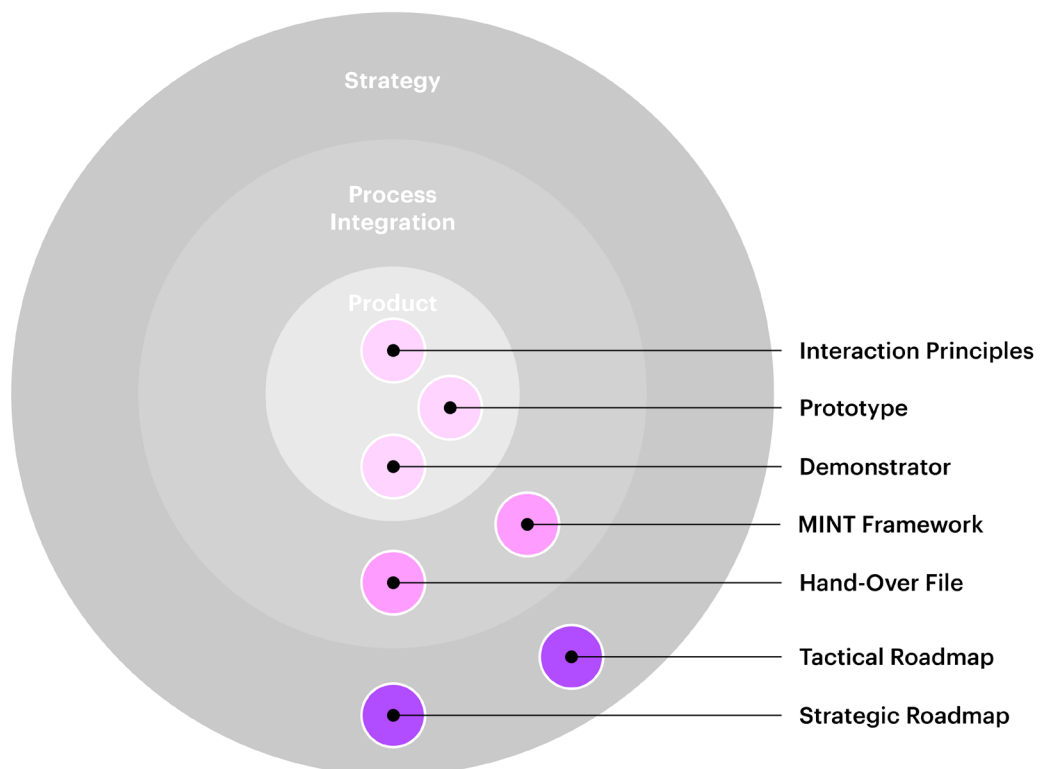 Strategy
Process
Integration
Product
Interaction Principles
Prototype
Demonstrator
MINT Framework
Hand-Over File
Tactical Roadmap
Strategic Roadmap